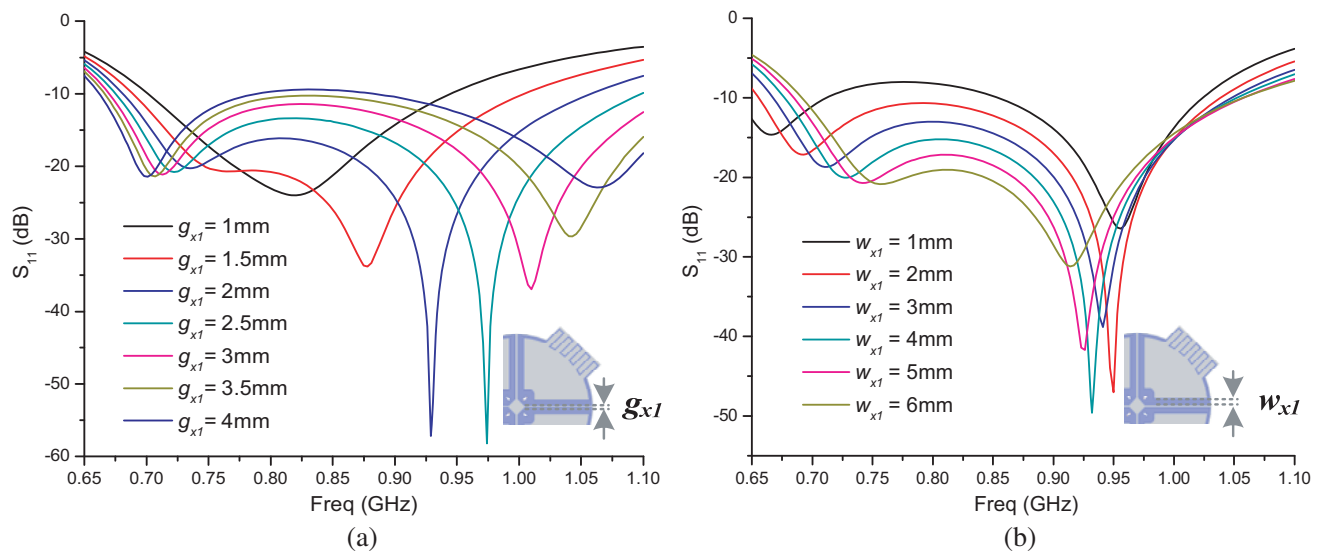 0
-10
-20
-30
-40
-50
-60
S11 (dB)
gx1= 1mm
gx1= 1.5mm
gx1= 2mm
gx1= 2.5mm
gx1= 3mm
gx1= 3.5mm
gx1= 4mm
gx1
0.65 0.70 0.75 0.80 0.85 0.90 0.95 1.00 1.05 1.10
Freq (GHz)
(a)
0
-10
-20
-30
-40
-50
S11 (dB)
wx1= 1mm
wx1= 2mm
wx1= 3mm
wx1= 4mm
wx1= 5mm
wx1= 6mm
wx1
0.65 0.70 0.75 0.80 0.85 0.90 0.95 1.00 1.05 1.10
Freq (GHz)
(b)